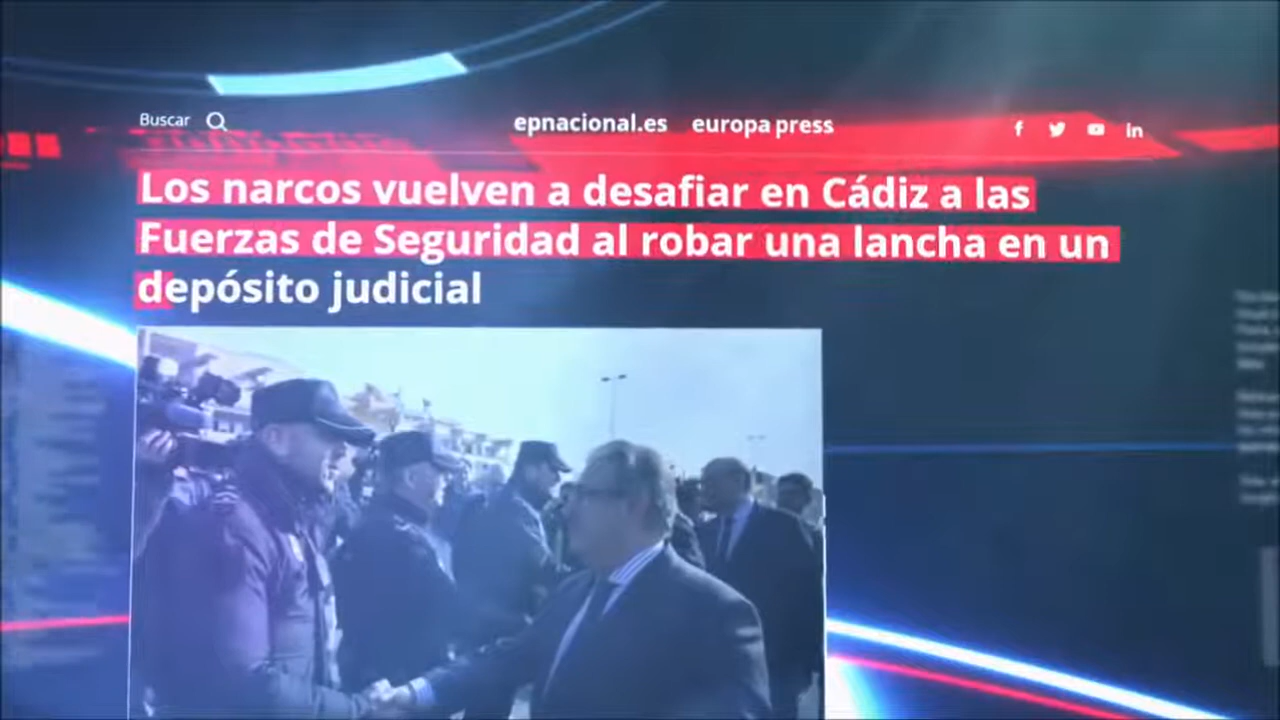 Buscar
epnacional.es europa press
in
Los narcos vuelven a desafiar en Cádiz a las
Fuerzas de Seguridad al robar una lancha en un
depósito judicial